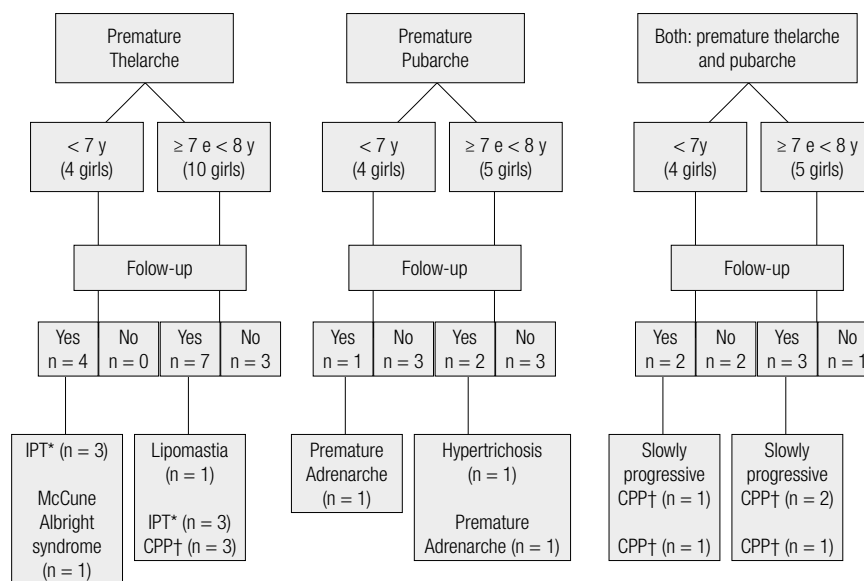 Premature
Thelarche
< 7 y
(4 girls)
≥ 7 e < 8 y
(10 girls)
Folow-up
Yes
n = 4
No
n = 0
Yes
n = 7
No
n = 3
IPT* (n = 3)
McCune
Albright
syndrome
(n = 1)
Lipomastia
(n = 1)
IPT* (n = 3)
CPP† (n = 3)
Premature
Pubarche
< 7 y
(4 girls)
≥ 7 e < 8 y
(5 girls)
Folow-up
Yes
n = 1
No
n = 3
Yes
n = 2
No
n = 3
Premature
Adrenarche
(n = 1)
Hypertrichosis
(n = 1)
Premature
Adrenarche (n = 1)
Both: premature thelarche
and pubarche
< 7 y
(4 girls)
≥ 7 e < 8 y
(5 girls)
Folow-up
Yes
n = 2
No
n = 2
Yes
n = 3
No
n = 1
Slowly
progressive
CPP† (n = 1)
CPP† (n = 1)
Slowly
progressive
CPP† (n = 2)
CPP† (n = 1)